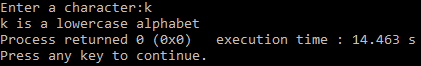 Enter a character:k
k is a lowercase alphabet
Process returned 0 (0x0)   execution time : 14.463 s
Press any key to continue.